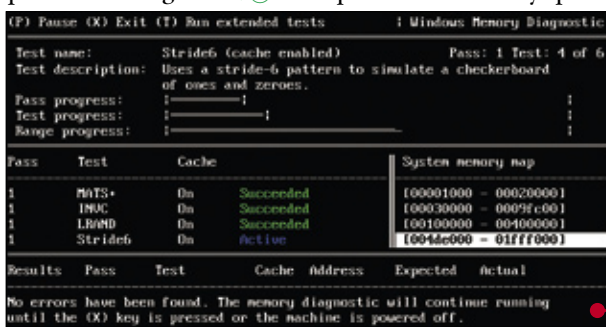 (P) Pause (X) Exit (T) Run extended tests | Windows Memory Diagnostic
Test name: Stride6 (cache enabled) Pass: 1 Test: 4 of 6
Test description: Uses a stride-6 pattern to simulate a checkerboard
of ones and zeroes.
Pass progress:
Test progress:
Range progress:
Pass Test Cache System memory map
1 MATS+ On Succeeded [00001000 - 00020000]
1 INVC On Succeeded [00030000 - 0009fc00]
1 LRAND On Succeeded [00100000 - 00400000]
1 Stride6 On Active [004de000 - 01fff000]
Results Pass Test Cache Address Expected Actual
No errors have been found. The memory diagnostic will continue running
until the (X) key is pressed or the machine is powered off.